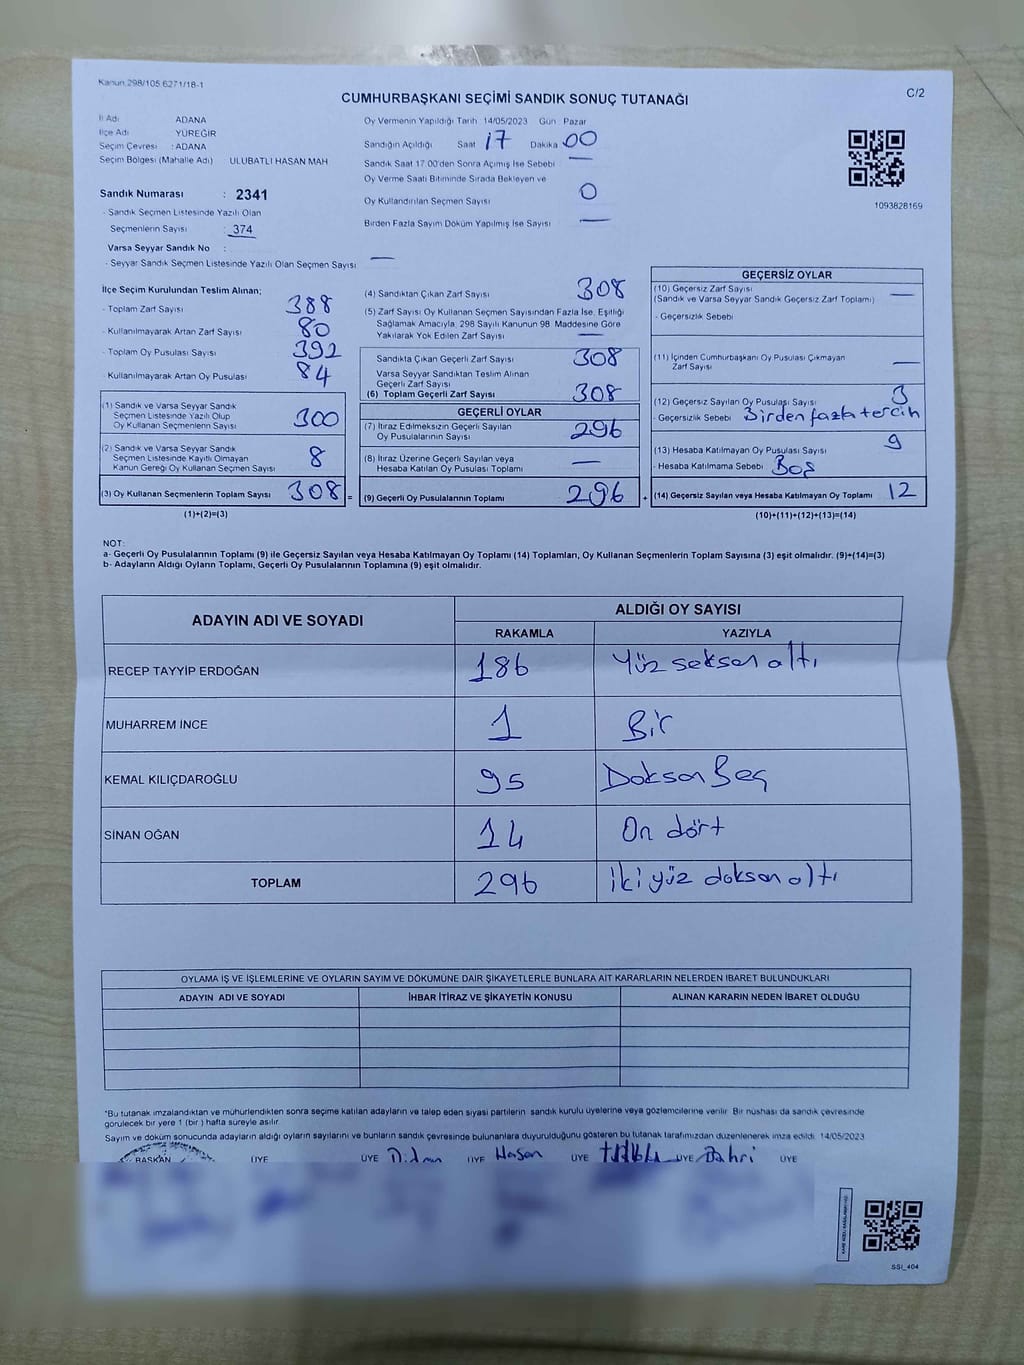 Kanun 298/105 6271/18-1
CUMHURBAŞKANI SEÇİMİ SANDIK SONUÇ TUTANAĞI
C/2
İl Adı ADANA
İlçe Adı YÜREĞİR
Seçim Çevresi : ADANA
Seçim Bölgesi (Mahalle Adı) ULUBATLI HASAN MAH
Sandık Numarası : 2341
- Sandık Seçmen Listesinde Yazılı Olan
Seçmenlerin Sayısı : 374
Varsa Seyyar Sandık No :
- Seyyar Sandık Seçmen Listesinde Yazılı Olan Seçmen Sayısı —
Oy Vermenin Yapıldığı Tarih 14/05/2023 Gün Pazar
Sandığın Açıldığı Saat 17 Dakika 00
Sandık Saat 17.00'den Sonra Açımış İse Sebebi —
Oy Verme Saati Bitiminde Sırada Bekleyen ve
Oy Kullandırılan Seçmen Sayısı 0
Birden Fazla Sayım Döküm Yapılmış İse Sayısı —
1093828169
İlçe Seçim Kurulundan Teslim Alınan;
- Toplam Zarf Sayısı 388
- Kullanılmayarak Artan Zarf Sayısı 80
- Toplam Oy Pusulası Sayısı 392
- Kullanılmayarak Artan Oy Pusulası 84
(1) Sandık ve Varsa Seyyar Sandık
Seçmen Listesinde Yazılı Olup
Oy Kullanan Seçmenlerin Sayısı 300
(2) Sandık ve Varsa Seyyar Sandık
Seçmen Listesinde Kayıtlı Olmayan
Kanun Gereği Oy Kullanan Seçmen Sayısı 8
(3) Oy Kullanan Seçmenlerin Toplam Sayısı 308 =
(1)+(2)=(3)
(4) Sandıktan Çıkan Zarf Sayısı 308
(5) Zarf Sayısı Oy Kullanan Seçmen Sayısından Fazla İse, Eşitliği
Sağlamak Amacıyla, 298 Sayılı Kanunun 98. Maddesine Göre
Yakılarak Yok Edilen Zarf Sayısı —
Sandıkta Çıkan Geçerli Zarf Sayısı 308
Varsa Seyyar Sandıktan Teslim Alınan
Geçerli Zarf Sayısı
(6) Toplam Geçerli Zarf Sayısı 308
GEÇERLİ OYLAR
(7) İtiraz Edilmeksizin Geçerli Sayılan
Oy Pusulalarının Sayısı 296
(8) İtiraz Üzerine Geçerli Sayılan veya
Hesaba Katılan Oy Pusulası Toplamı —
(9) Geçerli Oy Pusulalarının Toplamı 296 +
GEÇERSİZ OYLAR
(10) Geçersiz Zarf Sayısı —
(Sandık ve Varsa Seyyar Sandık Geçersiz Zarf Toplamı)
- Geçersizlik Sebebi
(11) İçinden Cumhurbaşkanı Oy Pusulası Çıkmayan
Zarf Sayısı —
(12) Geçersiz Sayılan Oy Pusulası Sayısı 3
- Geçersizlik Sebebi Birden fazla tercih
(13) Hesaba Katılmayan Oy Pusulası Sayısı 9
- Hesaba Katılmama Sebebi Boş
(14) Geçersiz Sayılan veya Hesaba Katılmayan Oy Toplamı 12
(10)+(11)+(12)+(13)=(14)
NOT:
a- Geçerli Oy Pusulalarının Toplamı (9) ile Geçersiz Sayılan veya Hesaba Katılmayan Oy Toplamı (14) Toplamları, Oy Kullanan Seçmenlerin Toplam Sayısına (3) eşit olmalıdır. (9)+(14)=(3)
b- Adayların Aldığı Oyların Toplamı, Geçerli Oy Pusulalarının Toplamına (9) eşit olmalıdır.
ADAYIN ADI VE SOYADI ALDIĞI OY SAYISI
RAKAMLA YAZIYLA
RECEP TAYYİP ERDOĞAN 186 Yüz seksen altı
MUHARREM İNCE 1 Bir
KEMAL KILIÇDAROĞLU 95 Doksan Beş
SİNAN OĞAN 14 On dört
TOPLAM 296 iki yüz doksan altı
OYLAMA İŞ VE İŞLEMLERİNE VE OYLARIN SAYIM VE DÖKÜMÜNE DAİR ŞİKAYETLERLE BUNLARA AİT KARARLARIN NELERDEN İBARET BULUNDUKLARI
ADAYIN ADI VE SOYADI İHBAR İTİRAZ VE ŞİKAYETİN KONUSU ALINAN KARARIN NEDEN İBARET OLDUĞU
*Bu tutanak imzalandıktan ve mühürlendikten sonra seçime katılan adayların ve talep eden siyasi partilerin sandık kurulu üyelerine veya gözlemcilerine verilir. Bir nüshası da sandık çevresinde
görülecek bir yere 1 (bir) hafta süreyle asılır.
Sayım ve döküm sonucunda adayların aldığı oyların sayılarını ve bunların sandık çevresinde bulunanlara duyurulduğunu gösteren bu tutanak tarafımızdan düzenlenerek imza edildi. 14/05/2023
BAŞKAN ÜYE ÜYE ÜYE Hasan ÜYE ÜYE Bahri ÜYE
SSI_404